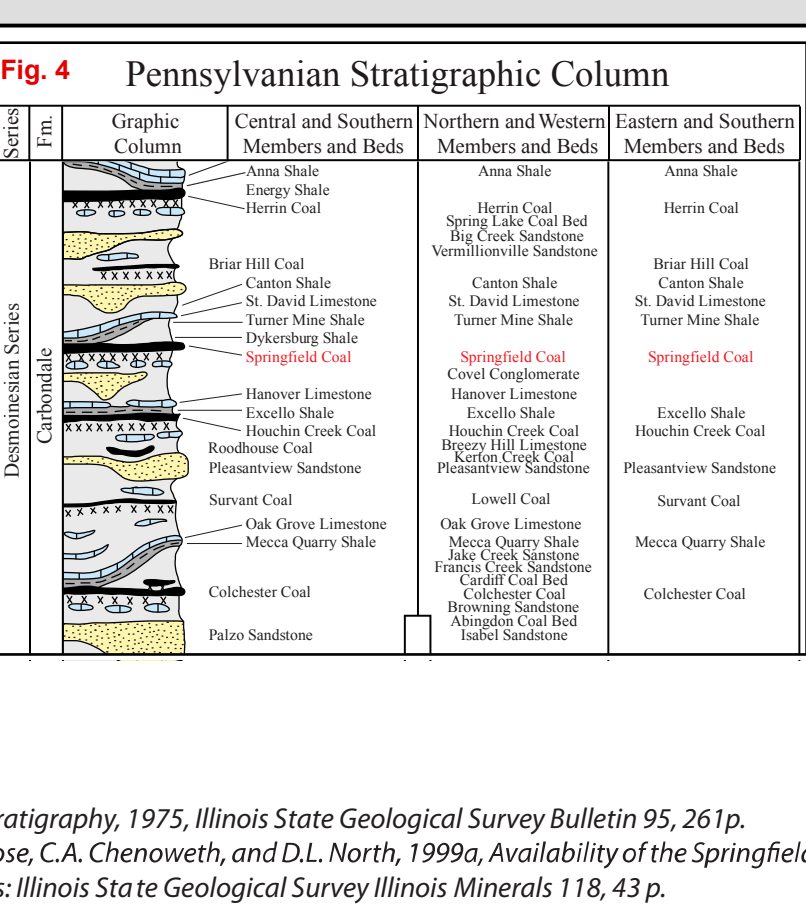 Fig. 4
Pennsylvanian Stratigraphic Column
Series
Fm.
Graphic
Column
Central and Southern
Members and Beds
Northern and Western
Members and Beds
Eastern and Southern
Members and Beds
Desmoinesian Series
Carbondale
Anna Shale
Energy Shale
Herrin Coal
Briar Hill Coal
Canton Shale
St. David Limestone
Turner Mine Shale
Dykersburg Shale
Springfield Coal
Hanover Limestone
Excello Shale
Houchin Creek Coal
Roodhouse Coal
Pleasantview Sandstone
Survant Coal
Oak Grove Limestone
Mecca Quarry Shale
Colchester Coal
Palzo Sandstone
Anna Shale
Herrin Coal
Spring Lake Coal Bed
Big Creek Sandstone
Vermillionville Sandstone
Canton Shale
St. David Limestone
Turner Mine Shale
Springfield Coal
Covel Conglomerate
Hanover Limestone
Excello Shale
Houchin Creek Coal
Breezy Hill Limestone
Kerton Creek Coal
Pleasantview Sandstone
Lowell Coal
Oak Grove Limestone
Mecca Quarry Shale
Jake Creek Sanstone
Francis Creek Sandstone
Cardiff Coal Bed
Colchester Coal
Browning Sandstone
Abingdon Coal Bed
Isabel Sandstone
Anna Shale
Herrin Coal
Briar Hill Coal
Canton Shale
St. David Limestone
Turner Mine Shale
Springfield Coal
Excello Shale
Houchin Creek Coal
Pleasantview Sandstone
Survant Coal
Mecca Quarry Shale
Colchester Coal
ratigraphy, 1975, Illinois State Geological Survey Bulletin 95, 261p.
ose, C.A. Chenoweth, and D.L. North, 1999a, Availability of the Springfiel
s: Illinois State Geological Survey Illinois Minerals 118, 43 p.